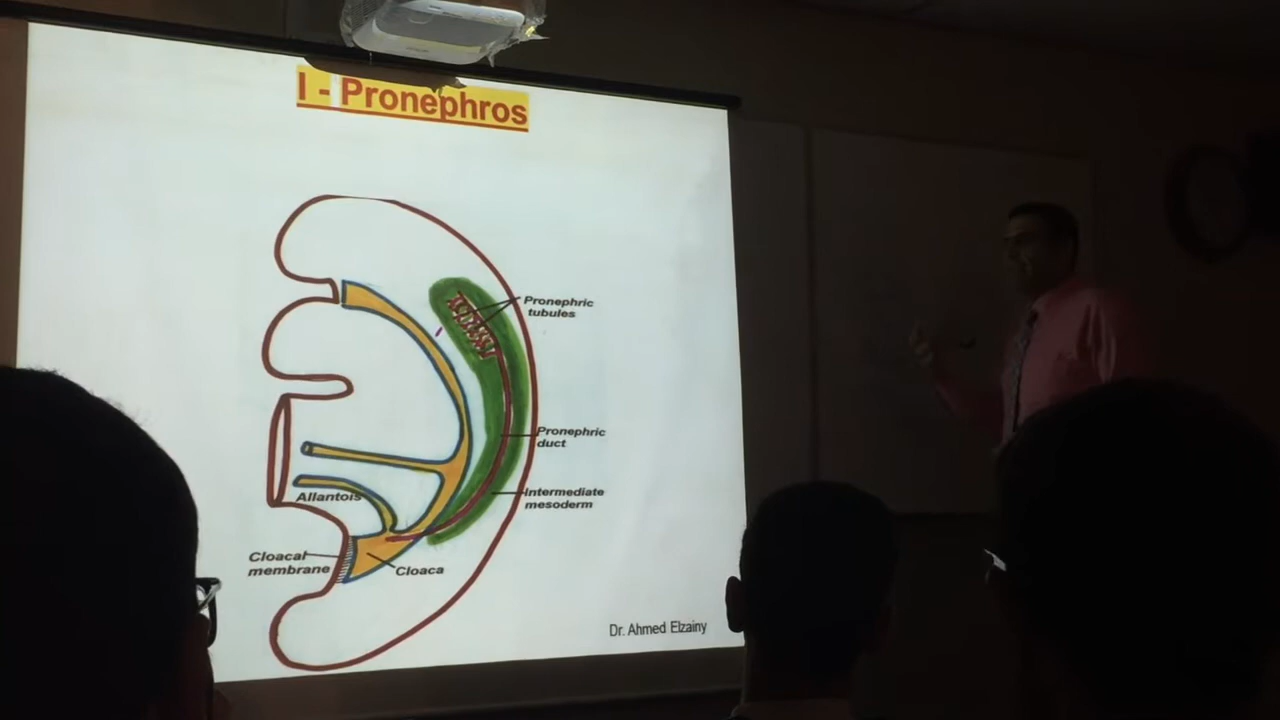 I - Pronephros
Pronephric
tubules
Pronephric
duct
Intermediate
mesoderm
Allantois
Cloacal
membrane
Cloaca
Dr. Ahmed Elzainy